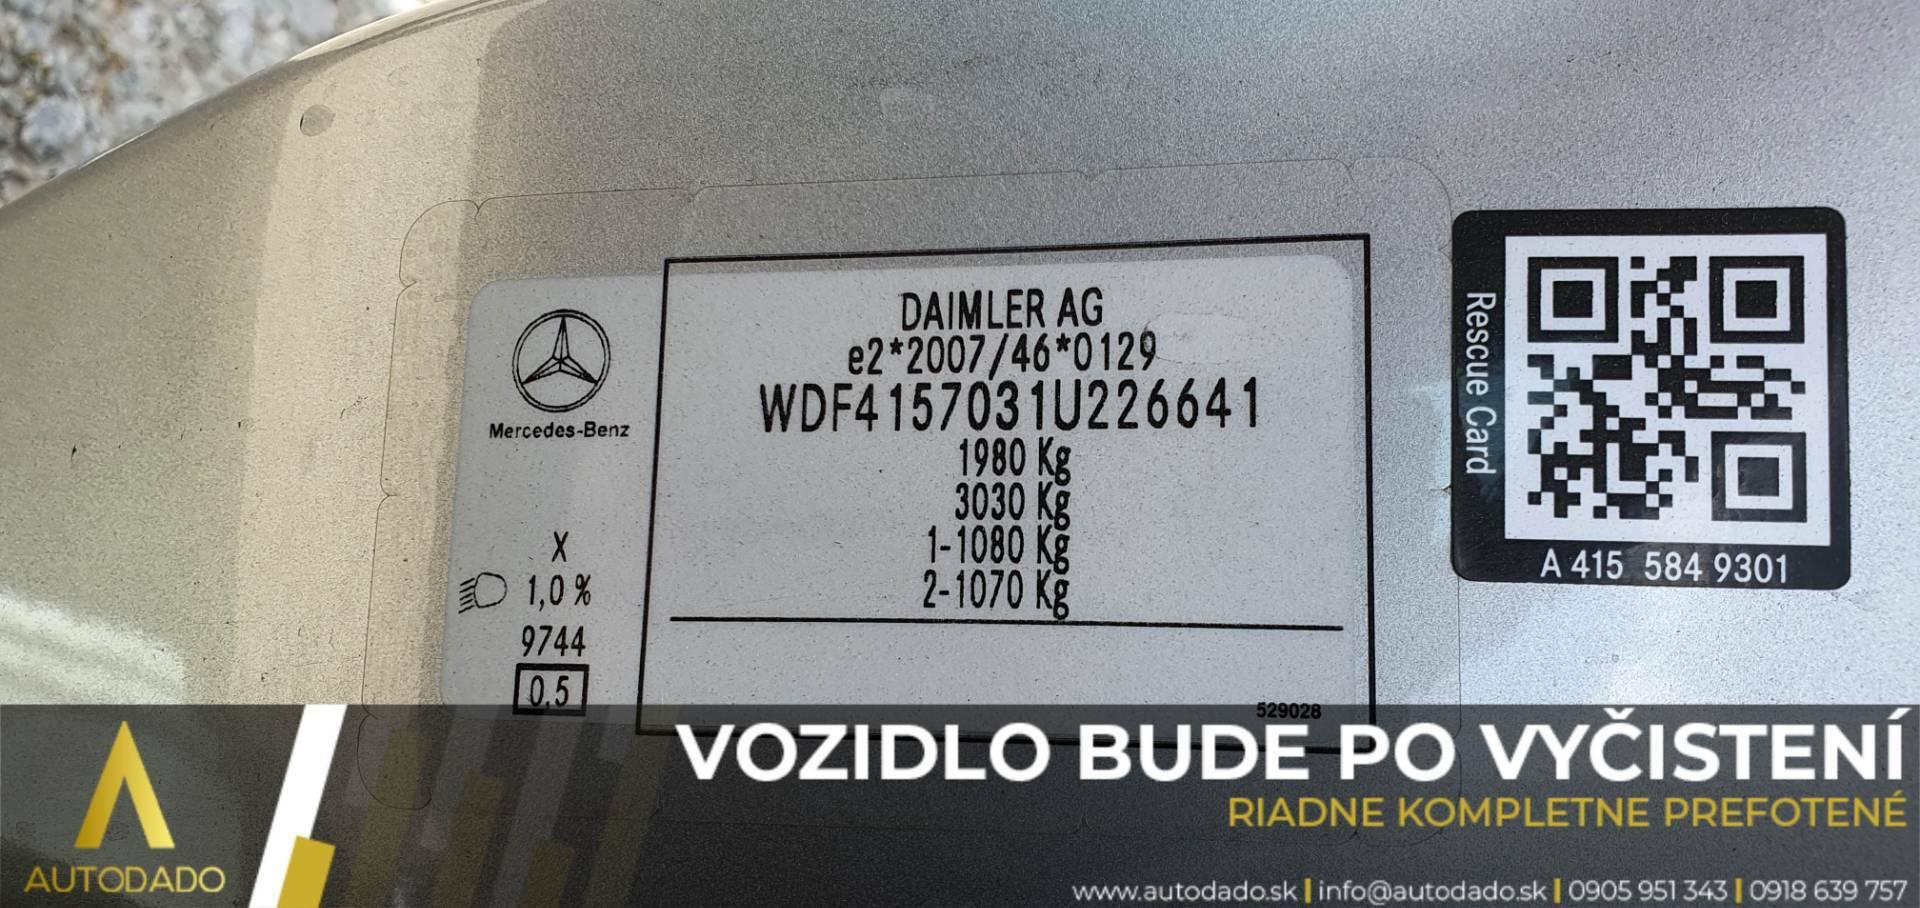 DAIMLER AG
e2*2007/46*0129
WDF4157031U226641
1980 Kg
3030 Kg
1-1080 Kg
2-1070 Kg
529028
Mercedes-Benz
X
1,0 %
9744
0,5
Rescue Card
A 415 584 9301
VOZIDLO BUDE PO VYČISTENÍ
RIADNE KOMPLETNE PREFOTENÉ
AUTODADO
www.autodado.sk | info@autodado.sk | 0905 951 343 | 0918 639 757